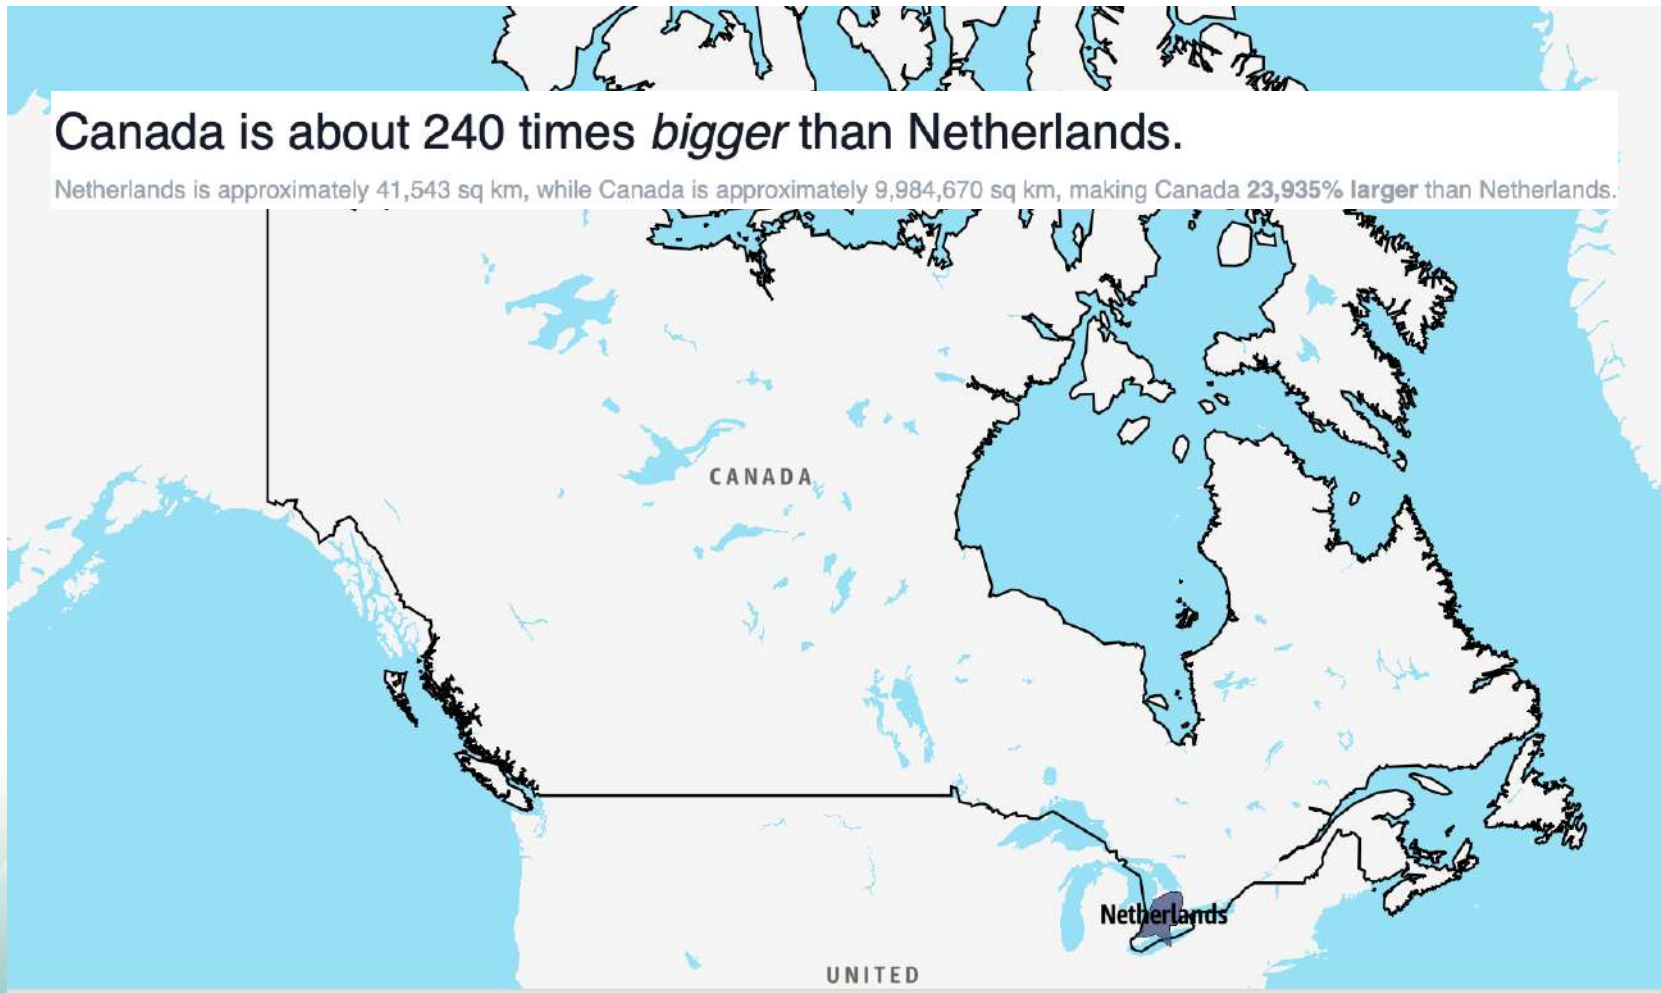 Canada is about 240 times bigger than Netherlands.
Netherlands is approximately 41,543 sq km, while Canada is approximately 9,984,670 sq km, making Canada 23,935% larger than Netherlands.
CANADA
Netherlands
UNITED